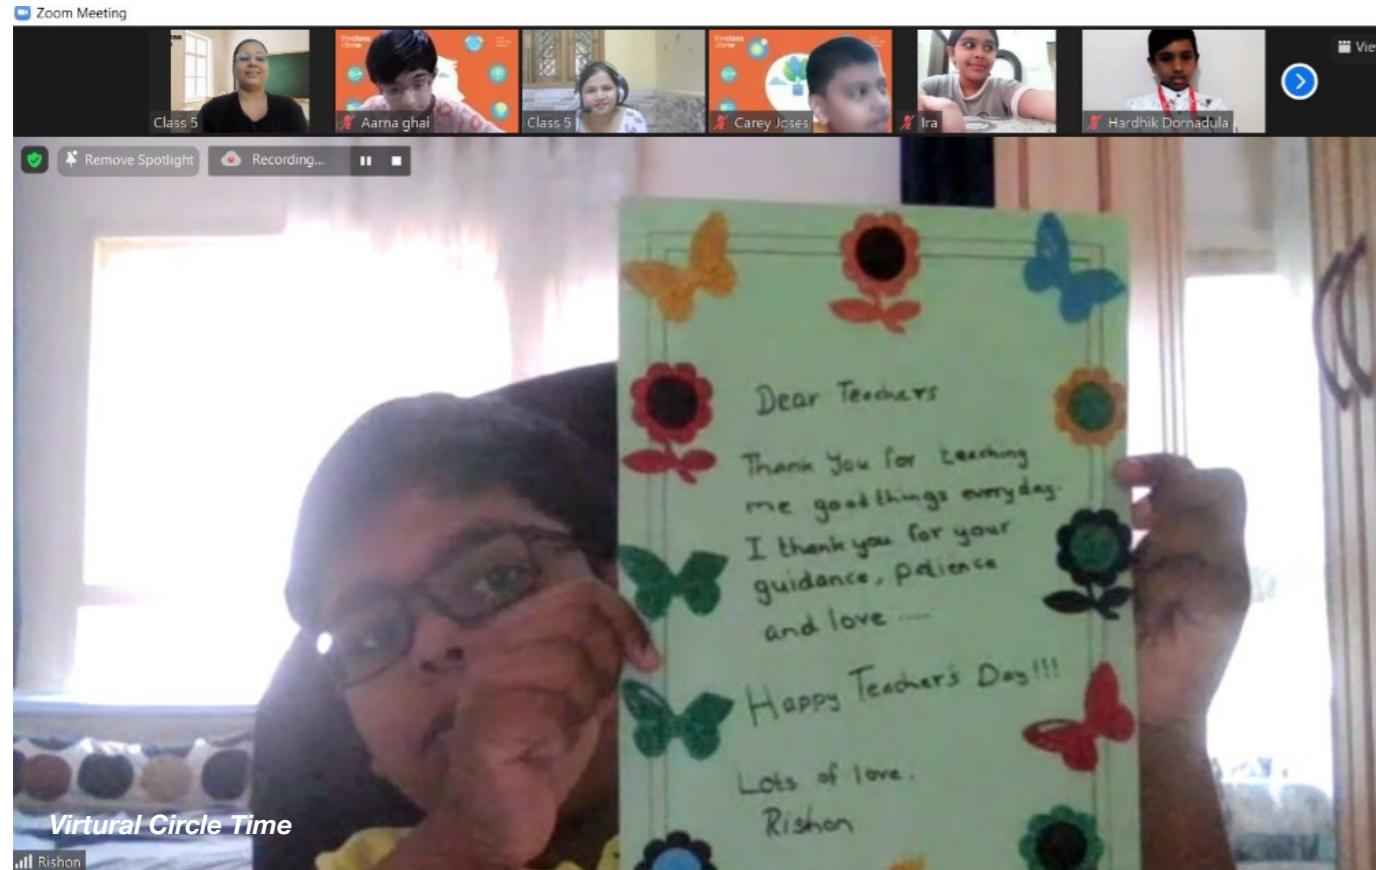 Zoom Meeting
Class 5
Aarna ghai
Class 5
Carey Joses
Ira
Hardhik Dornadula
Vie
Remove Spotlight
Recording...
Dear Teachers
Thank you for teaching
me good things everyday.
I thank you for your
guidance, patience
and love ....
Happy Teacher's Day!!!
Lots of love.
Rishon
Virtural Circle Time
Rishon